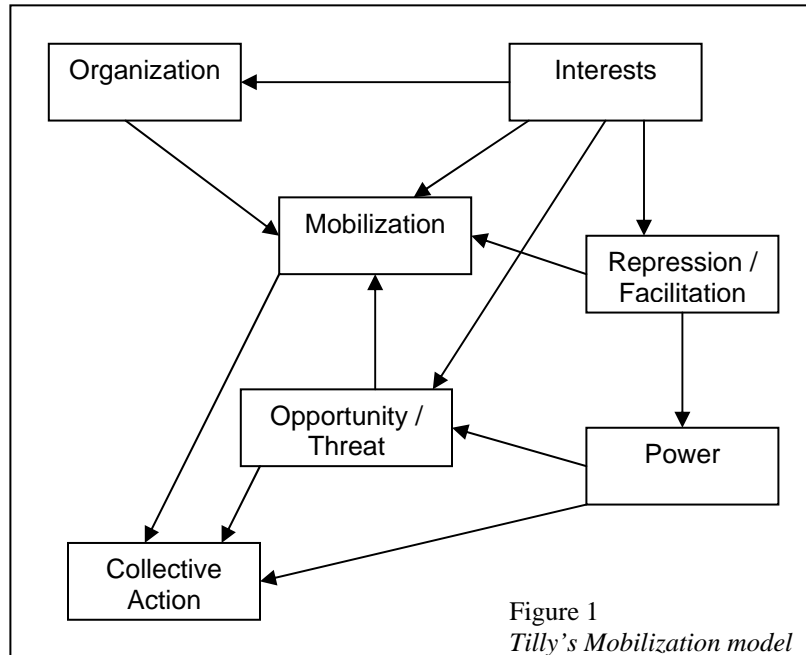 Organization
Interests
Mobilization
Repression /
Facilitation
Opportunity /
Threat
Power
Collective
Action
Figure 1
Tilly's Mobilization model